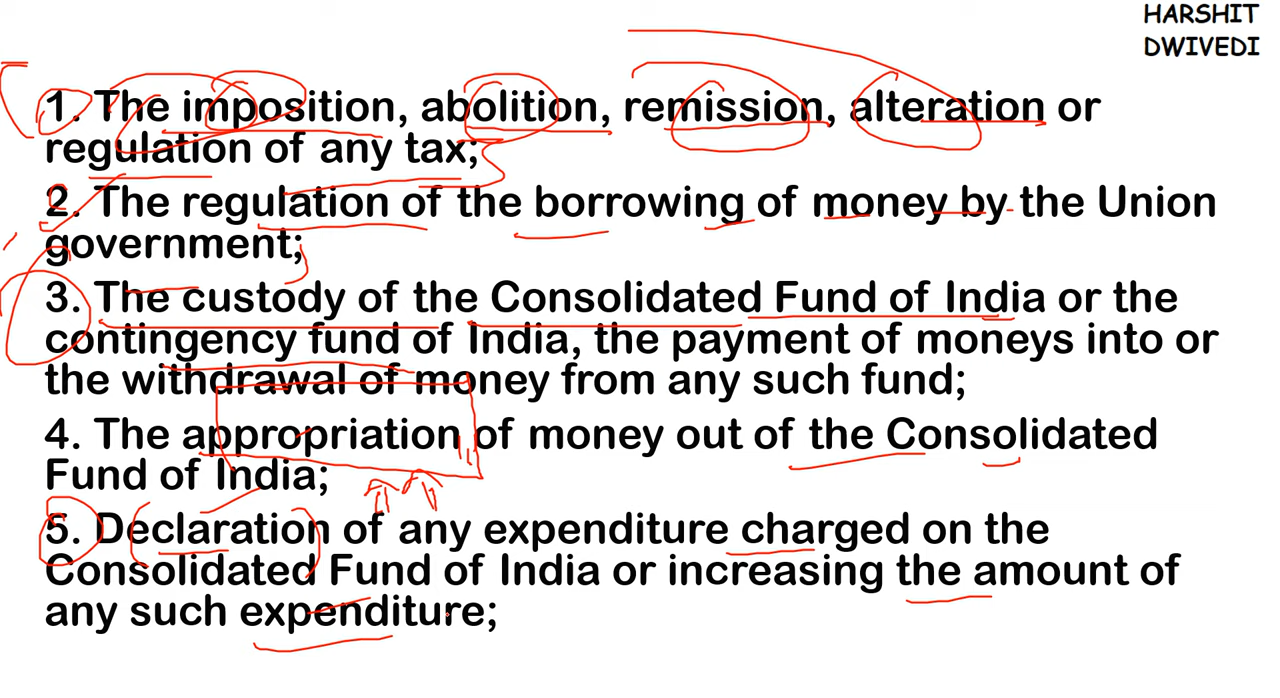 HARSHIT
DWIVEDI
1. The imposition, abolition, remission, alteration or
regulation of any tax;
2. The regulation of the borrowing of money by the Union
government;
3. The custody of the Consolidated Fund of India or the
contingency fund of India, the payment of moneys into or
the withdrawal of money from any such fund;
4. The appropriation of money out of the Consolidated
Fund of India;
5. Declaration of any expenditure charged on the
Consolidated Fund of India or increasing the amount of
any such expenditure;